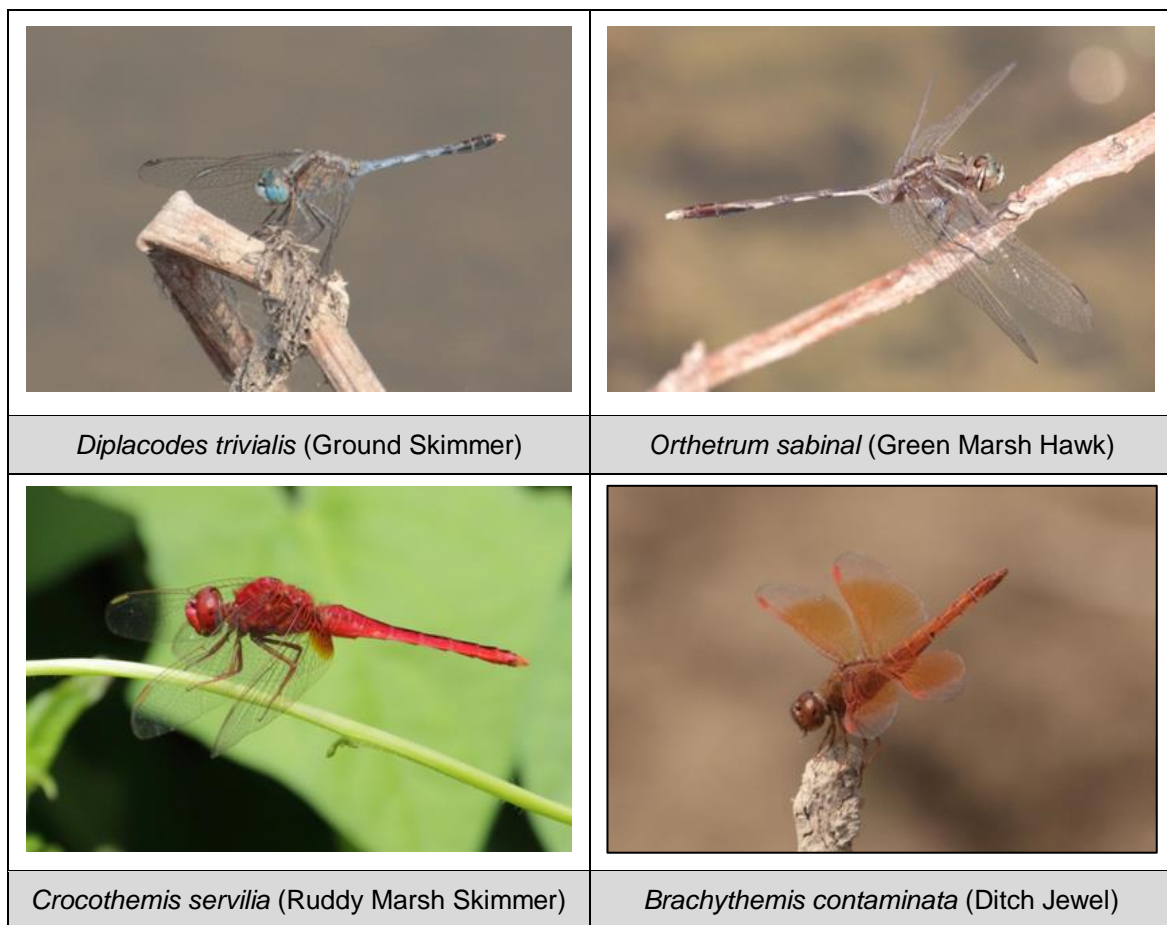 Diplacodes trivialis (Ground Skimmer)
Orthetrum sabinal (Green Marsh Hawk)
Crocothemis servilia (Ruddy Marsh Skimmer)
Brachythemis contaminata (Ditch Jewel)